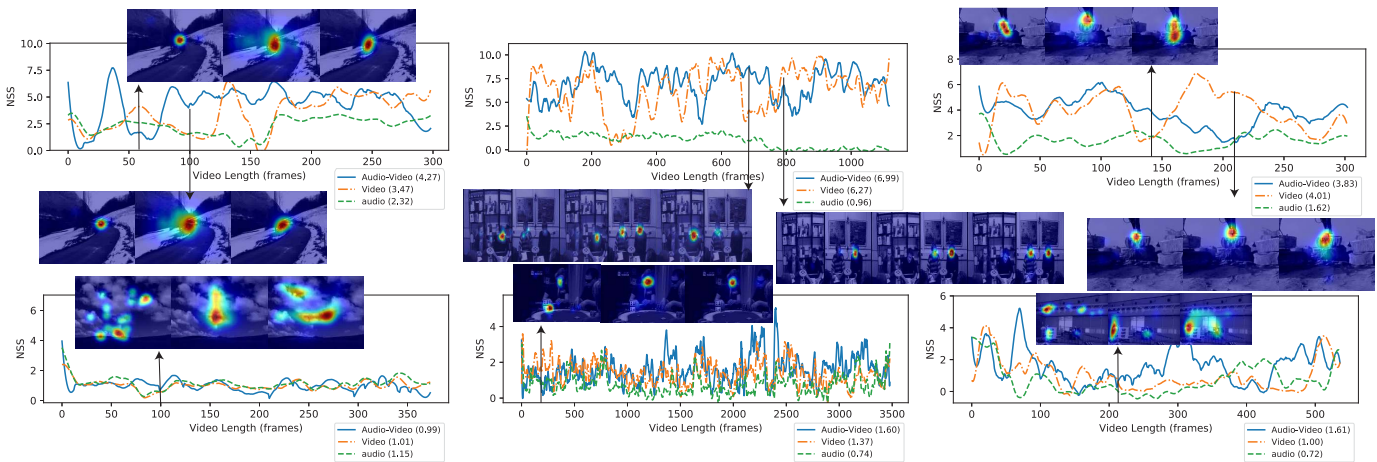 10.0
7.5
5.0
2.5
0.0
NSS
0 50 100 150 200 250 300
Video Length (frames)
Audio-Video (4,27)
Video (3,47)
audio (2,32)
10.0
7.5
5.0
2.5
0.0
NSS
0 200 400 600 800 1000
Video Length (frames)
Audio-Video (6,99)
Video (6,27)
audio (0,96)
8
6
4
2
NSS
0 50 100 150 200 250 300
Video Length (frames)
Audio-Video (3.83)
Video (4.01)
audio (1.62)
6
4
2
0
NSS
0 50 100 150 200 250 300 350
Video Length (frames)
Audio-Video (0.99)
Video (1.01)
audio (1.15)
4
2
0
NSS
0 500 1000 1500 2000 2500 3000 3500
Video Length (frames)
Audio-Video (1.60)
Video (1.37)
audio (0.74)
6
4
2
0
NSS
0 100 200 300 400 500
Video Length (frames)
Audio-Video (1.61)
Video (1.00)
audio (0.72)